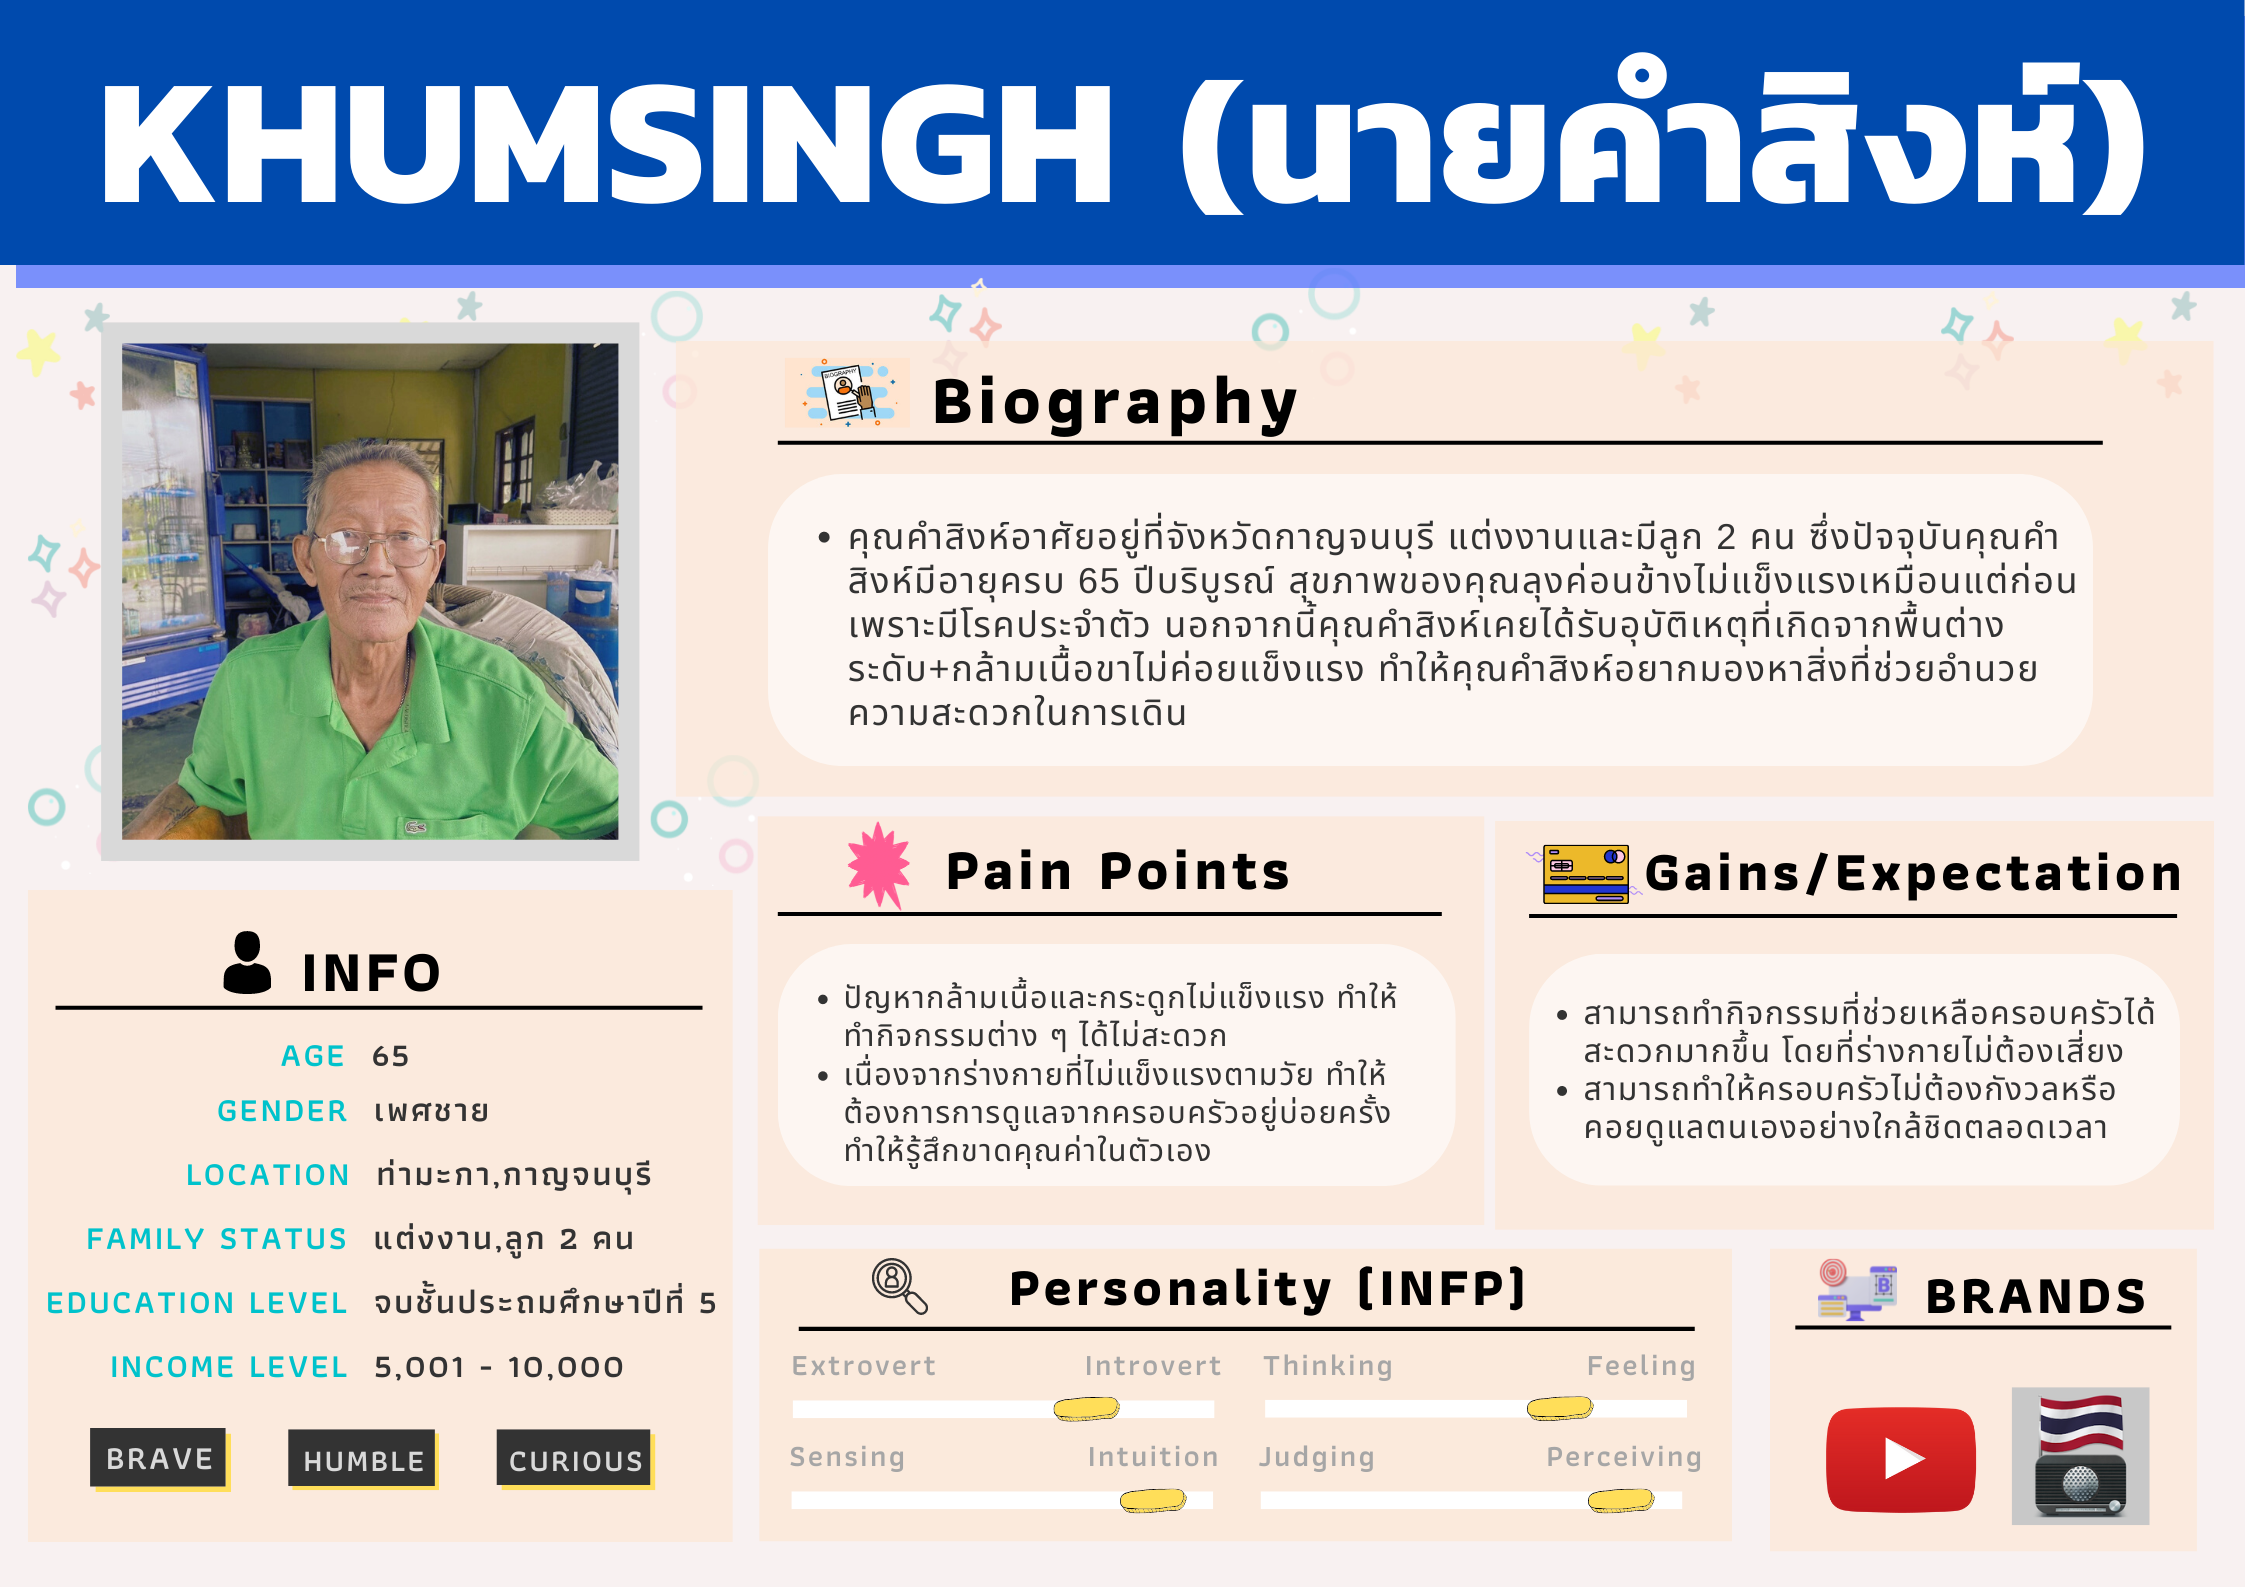 KHUMSINGH (นายคำสิงห์)
BIOGRAPHY
Biography
• คุณคำสิงห์อาศัยอยู่ที่จังหวัดกาญจนบุรี แต่งงานและมีลูก 2 คน ซึ่งปัจจุบันคุณคำ
สิงห์มีอายุครบ 65 ปีบริบูรณ์ สุขภาพของคุณลุงค่อนข้างไม่แข็งแรงเหมือนแต่ก่อน
เพราะมีโรคประจำตัว นอกจากนี้คุณคำสิงห์เคยได้รับอุบัติเหตุที่เกิดจากพื้นต่าง
ระดับ+กล้ามเนื้อขาไม่ค่อยแข็งแรง ทำให้คุณคำสิงห์อยากมองหาสิ่งที่ช่วยอำนวย
ความสะดวกในการเดิน
INFO
AGE 65
GENDER เพศชาย
LOCATION ท่ามะกา,กาญจนบุรี
FAMILY STATUS แต่งงาน,ลูก 2 คน
EDUCATION LEVEL จบชั้นประถมศึกษาปีที่ 5
INCOME LEVEL 5,001 - 10,000
BRAVE HUMBLE CURIOUS
Pain Points
• ปัญหากล้ามเนื้อและกระดูกไม่แข็งแรง ทำให้
ทำกิจกรรมต่าง ๆ ได้ไม่สะดวก
• เนื่องจากร่างกายที่ไม่แข็งแรงตามวัย ทำให้
ต้องการการดูแลจากครอบครัวอยู่บ่อยครั้ง
ทำให้รู้สึกขาดคุณค่าในตัวเอง
Gains/Expectation
• สามารถทำกิจกรรมที่ช่วยเหลือครอบครัวได้
สะดวกมากขึ้น โดยที่ร่างกายไม่ต้องเสี่ยง
• สามารถทำให้ครอบครัวไม่ต้องกังวลหรือ
คอยดูแลตนเองอย่างใกล้ชิดตลอดเวลา
Personality (INFP)
Extrovert Introvert Thinking Feeling
Sensing Intuition Judging Perceiving
B
BRANDS